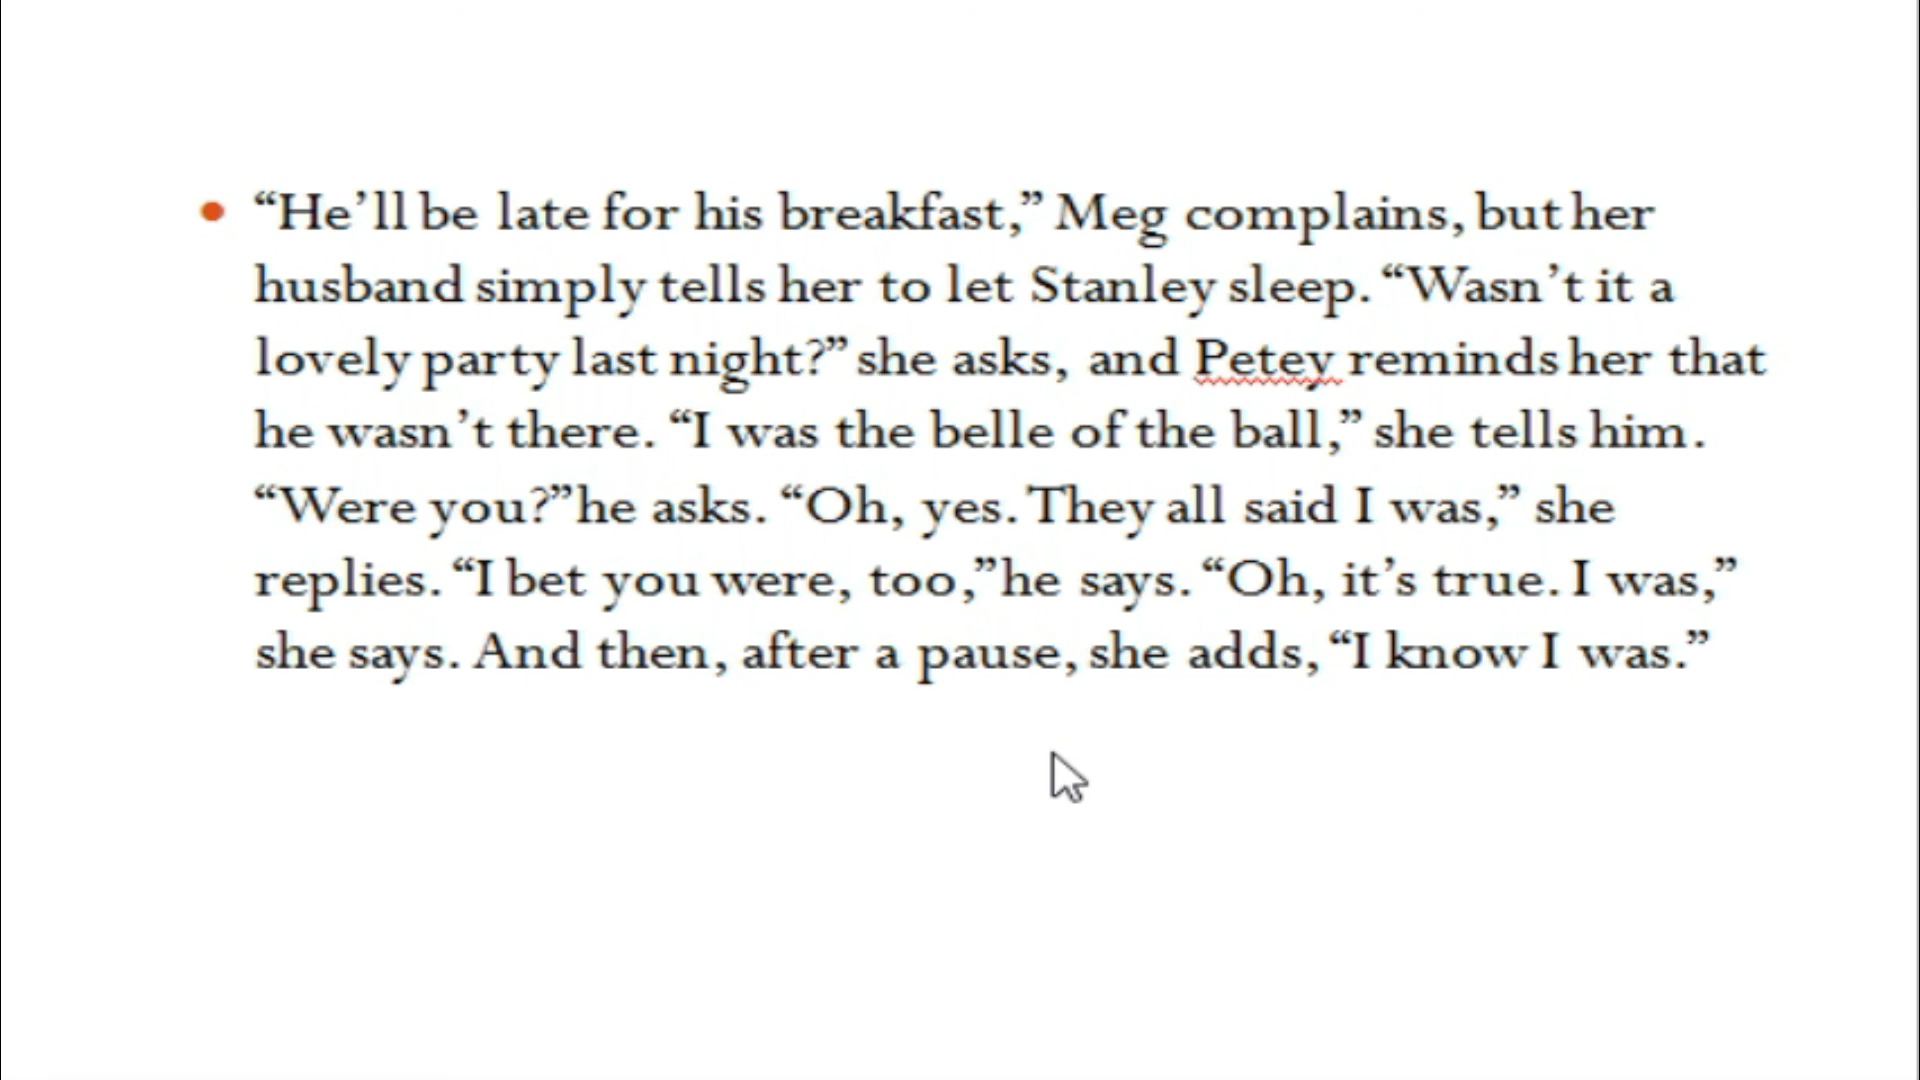 • “He’ll be late for his breakfast,” Meg complains, but her
husband simply tells her to let Stanley sleep. “Wasn’t it a
lovely party last night?” she asks, and Petey reminds her that
he wasn’t there. “I was the belle of the ball,” she tells him.
“Were you?” he asks. “Oh, yes. They all said I was,” she
replies. “I bet you were, too,” he says. “Oh, it’s true. I was,”
she says. And then, after a pause, she adds, “I know I was.”